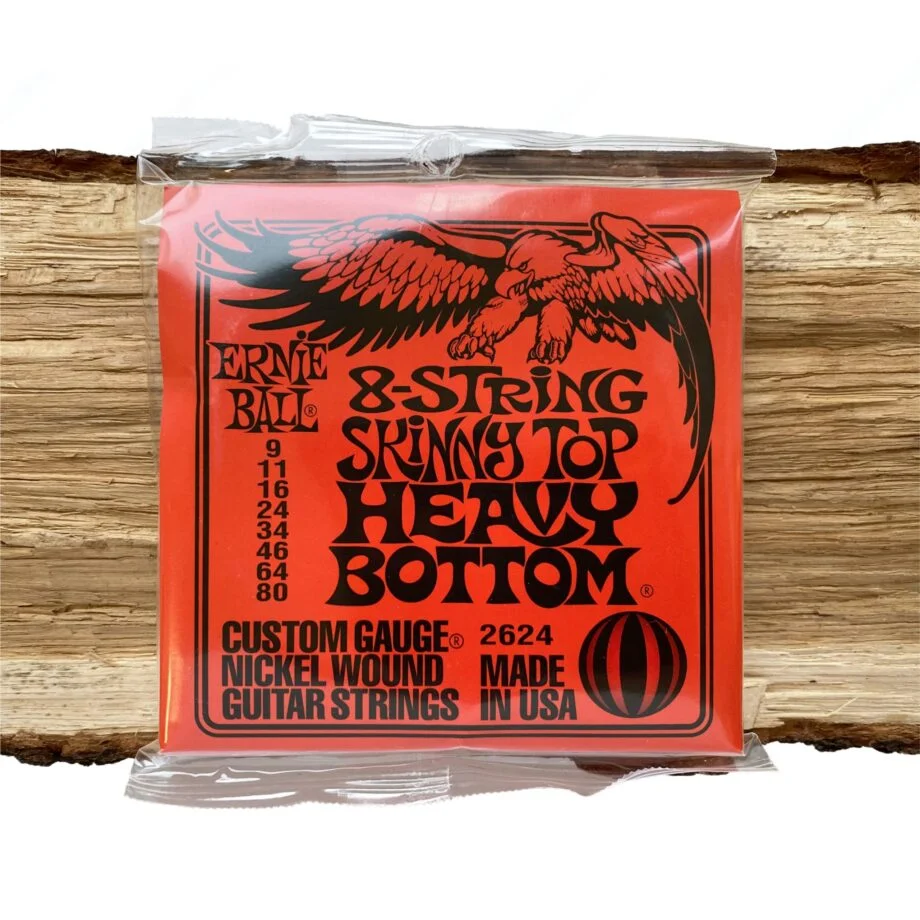 ERNiE
BALL®
9
11
16
24
34
46
64
80
8-STRiNG
SKiNNY TOP
HEAVY
BOTTOM®
CUSTOM GAUGE®
NICKEL WOUND
GUITAR STRINGS
2624
MADE
IN USA